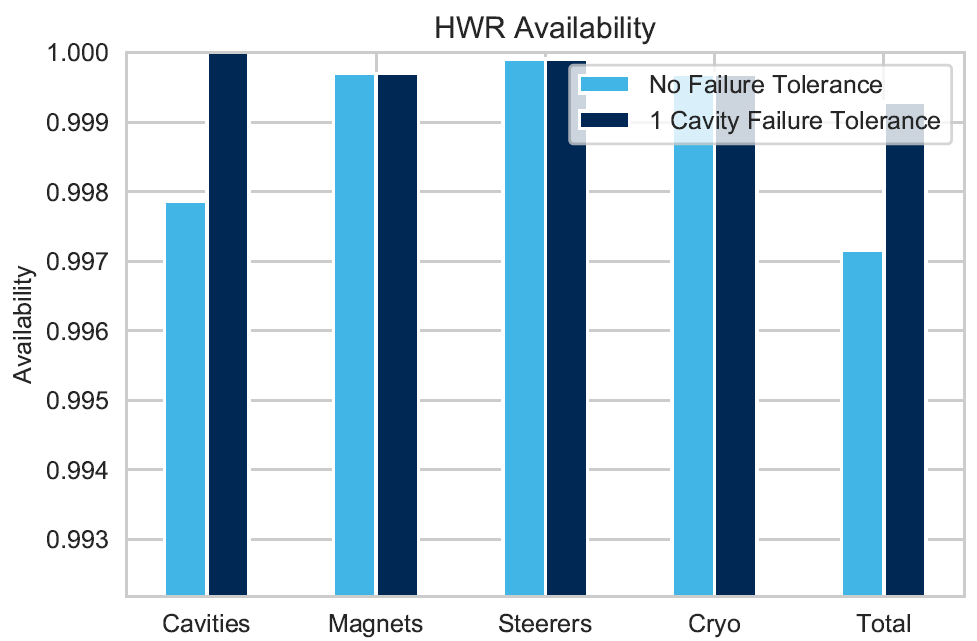 HWR Availability
1.000
0.999
0.998
0.997
0.996
0.995
0.994
0.993
Availability
No Failure Tolerance
1 Cavity Failure Tolerance
Cavities Magnets Steerers Cryo Total